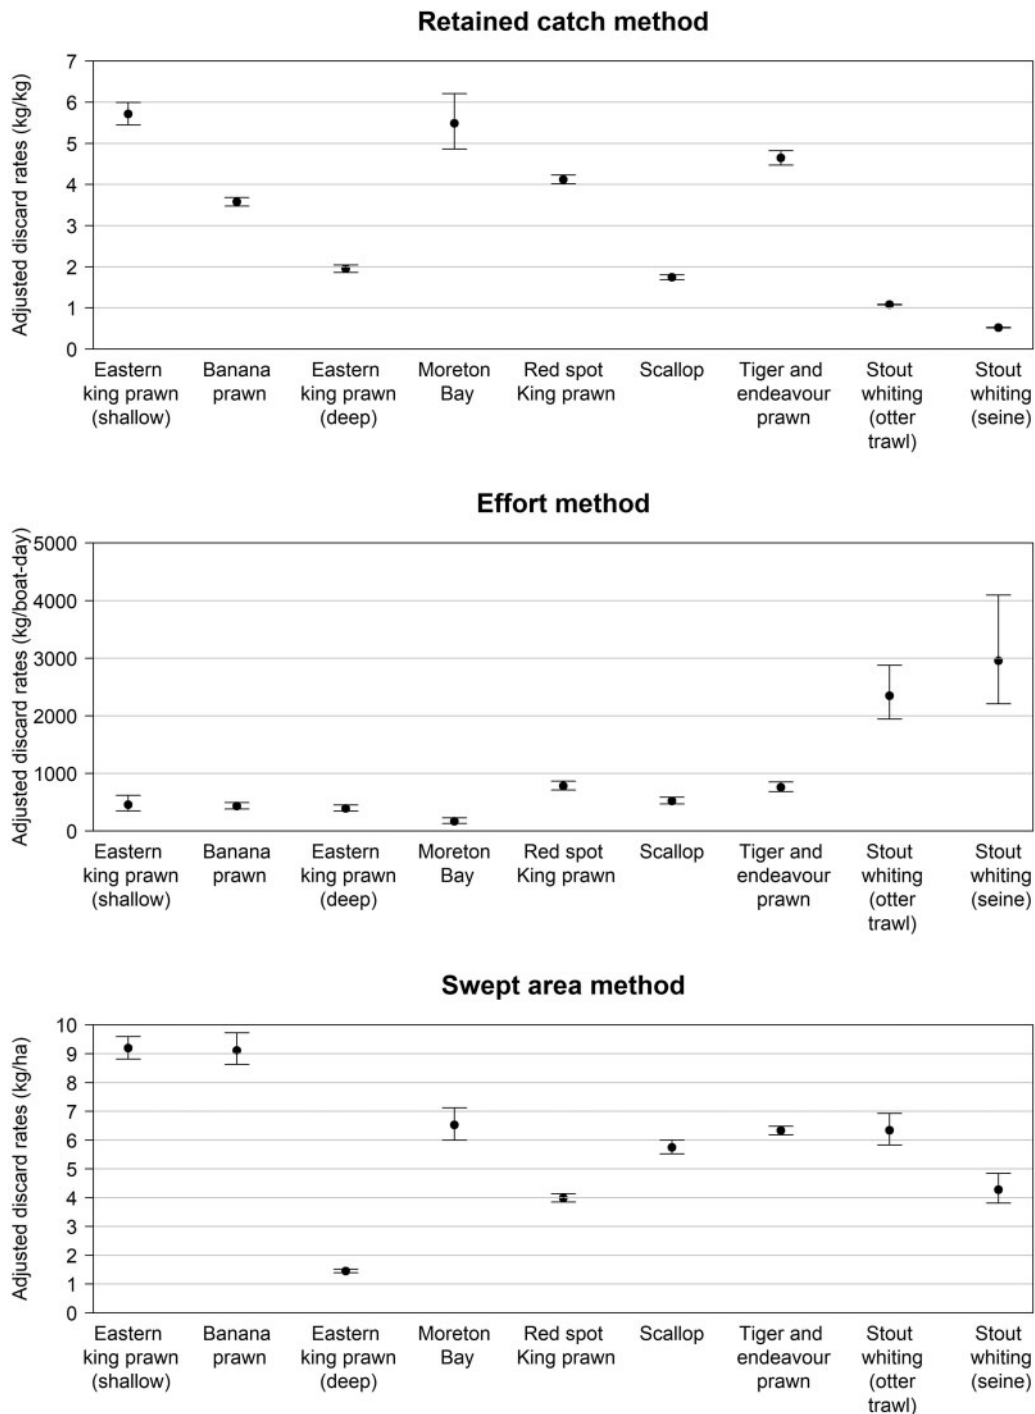 Retained catch method
Adjusted discard rates (kg/kg)
7
6
5
4
3
2
1
0
Eastern king prawn (shallow)
Banana prawn
Eastern king prawn (deep)
Moreton Bay
Red spot King prawn
Scallop
Tiger and endeavour prawn
Stout whiting (otter trawl)
Stout whiting (seine)
Effort method
Adjusted discard rates (kg/boat-day)
5000
4000
3000
2000
1000
0
Eastern king prawn (shallow)
Banana prawn
Eastern king prawn (deep)
Moreton Bay
Red spot King prawn
Scallop
Tiger and endeavour prawn
Stout whiting (otter trawl)
Stout whiting (seine)
Swept area method
Adjusted discard rates (kg/ha)
10
9
8
7
6
5
4
3
2
1
0
Eastern king prawn (shallow)
Banana prawn
Eastern king prawn (deep)
Moreton Bay
Red spot King prawn
Scallop
Tiger and endeavour prawn
Stout whiting (otter trawl)
Stout whiting (seine)